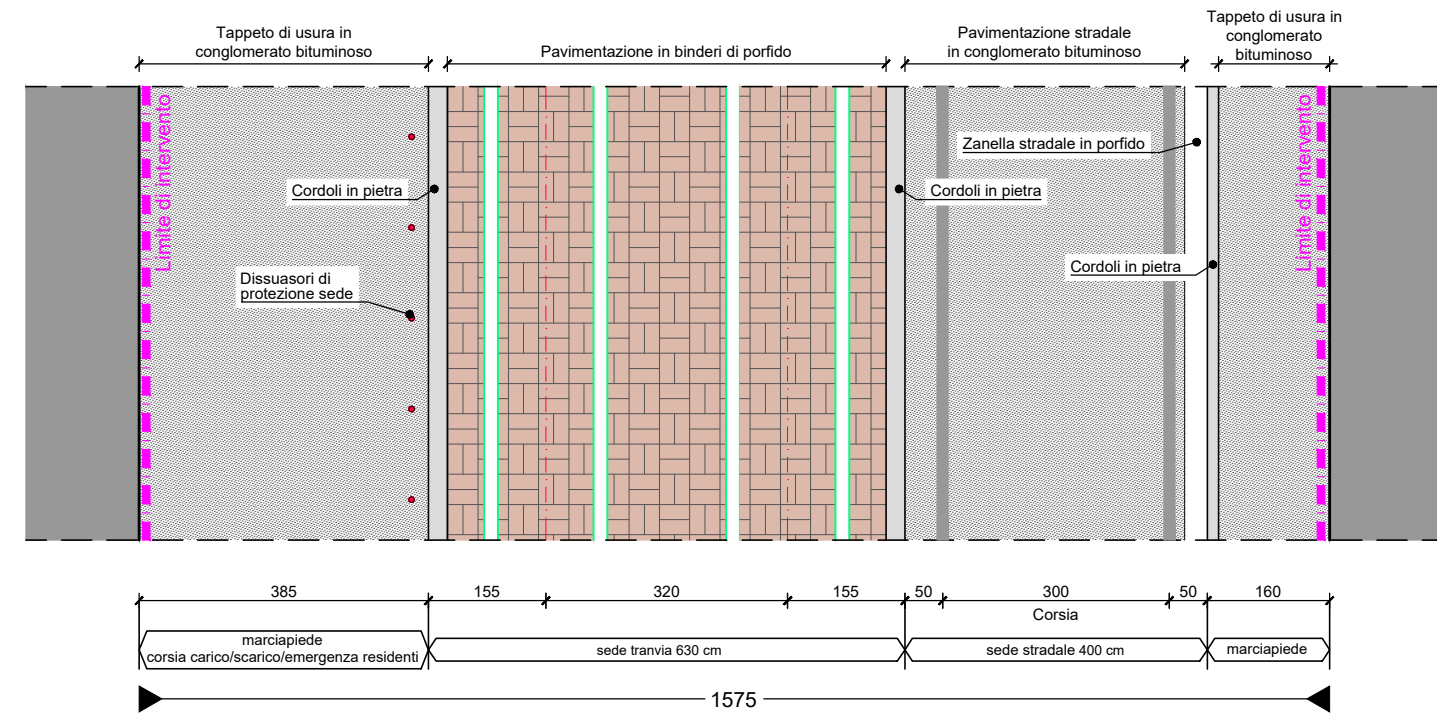 Tappeto di usura in
conglomerato bituminoso
Pavimentazione in binderi di porfido
Pavimentazione stradale
in conglomerato bituminoso
Tappeto di usura in
conglomerato
bituminoso
Limite di intervento
Cordoli in pietra
Dissuasori di
protezione sede
Cordoli in pietra
Zanella stradale in porfido
Cordoli in pietra
Limite di intervento
385
155
320
155
50
300
50
160
Corsia
marciapiede
corsia carico/scarico/emergenza residenti
sede tranvia 630 cm
sede stradale 400 cm
marciapiede
1575